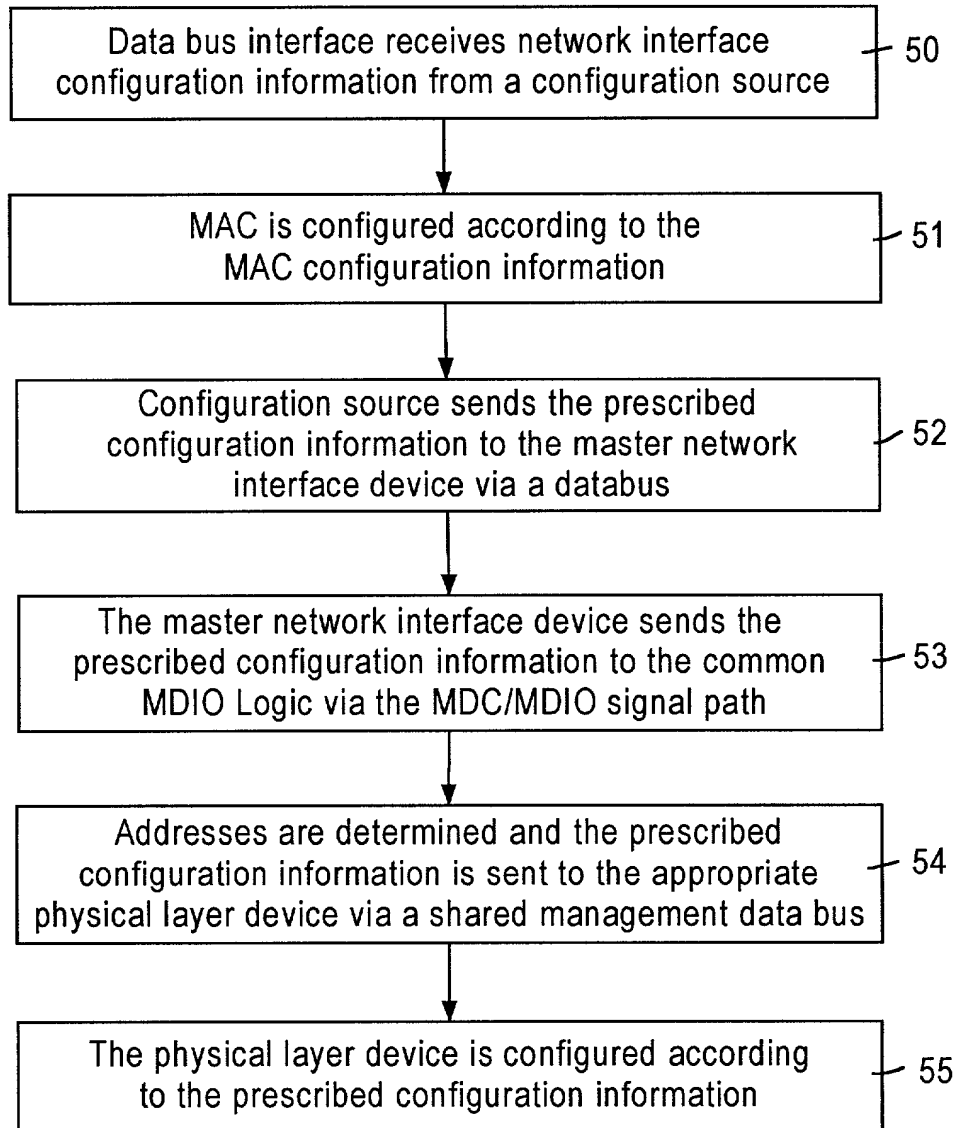 Data bus interface receives network interface
configuration information from a configuration source
50
MAC is configured according to the
MAC configuration information
51
Configuration source sends the prescribed
configuration information to the master network
interface device via a databus
52
The master network interface device sends the
prescribed configuration information to the common
MDIO Logic via the MDC/MDIO signal path
53
Addresses are determined and the prescribed
configuration information is sent to the appropriate
physical layer device via a shared management data bus
54
The physical layer device is configured according
to the prescribed configuration information
55